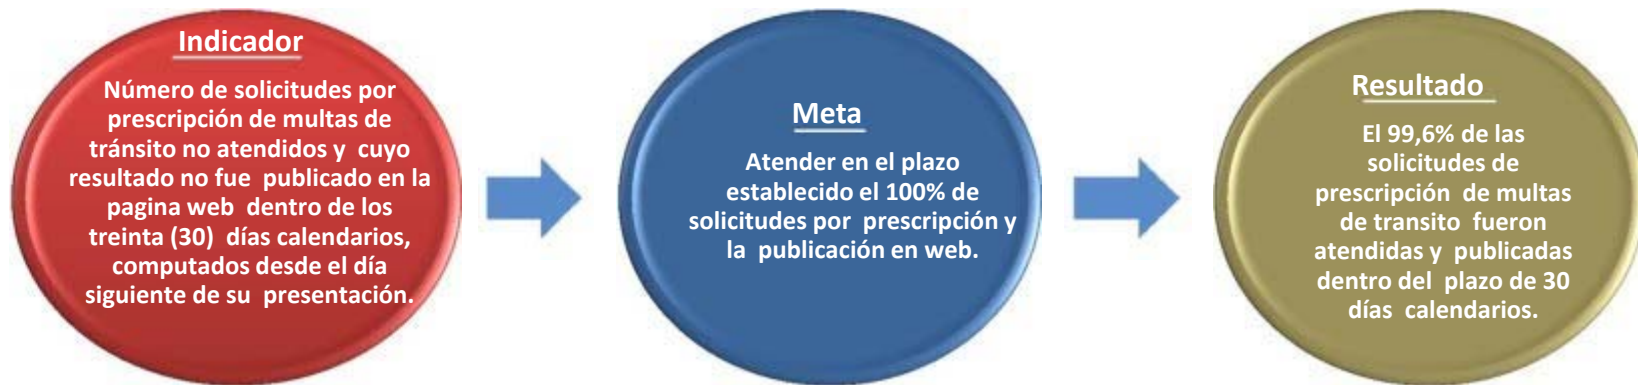 Indicador
Número de solicitudes por
prescripción de multas de
tránsito no atendidos y cuyo
resultado no fue publicado en la
pagina web dentro de los
treinta (30) días calendarios,
computados desde el día
siguiente de su presentación.
Meta
Atender en el plazo
establecido el 100% de
solicitudes por prescripción y
la publicación en web.
Resultado
El 99,6% de las
solicitudes de
prescripción de multas
de transito fueron
atendidas y publicadas
dentro del plazo de 30
días calendarios.